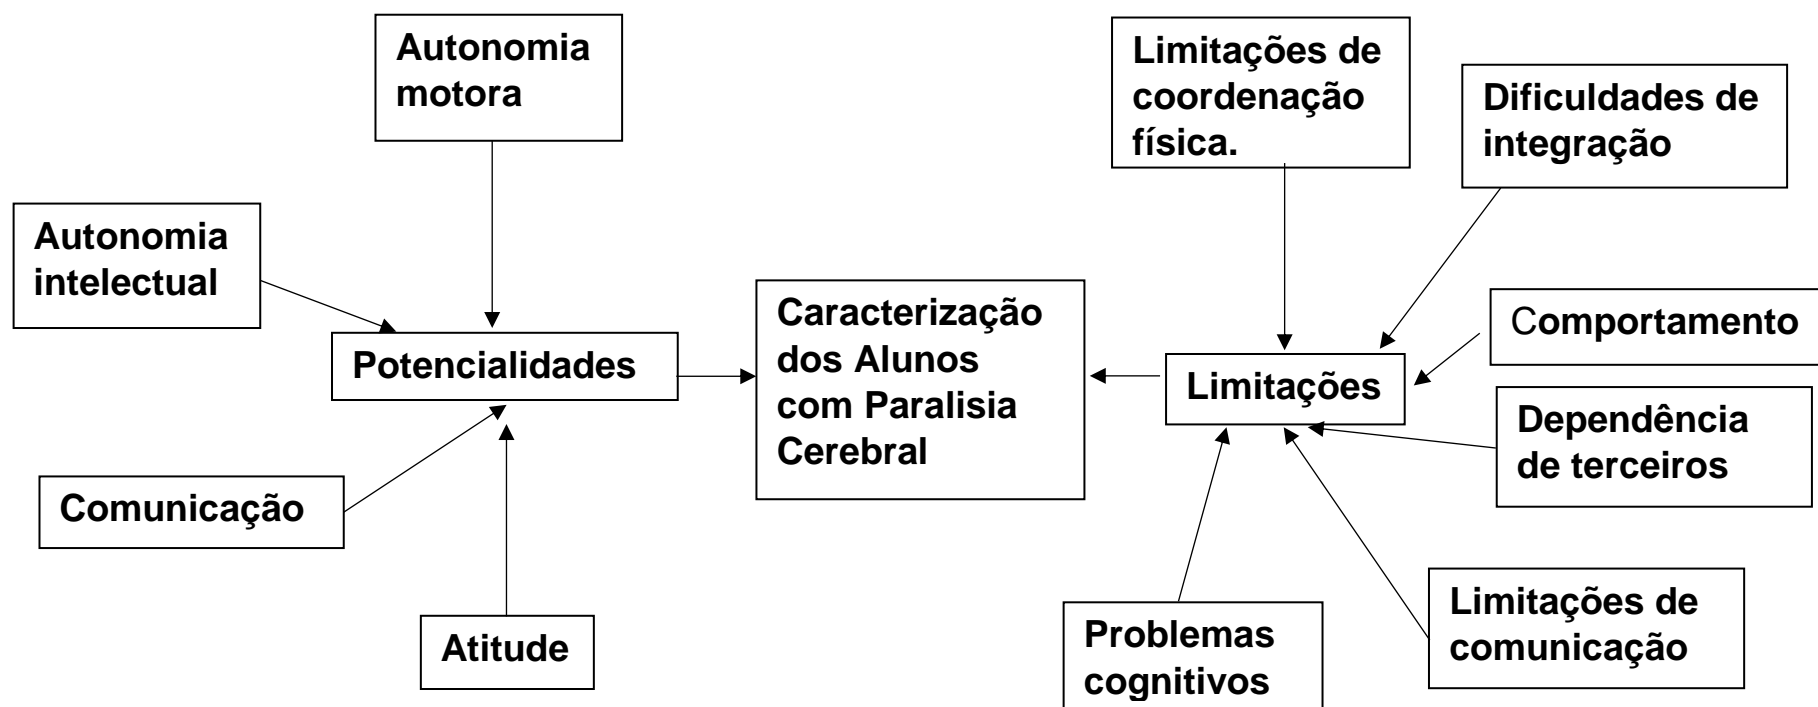 Autonomia
motora
Limitações de
coordenação
física.
Dificuldades de
integração
Autonomia
intelectual
Caracterização
dos Alunos
com Paralisia
Cerebral
Comportamento
Potencialidades
Limitações
Dependência
de terceiros
Comunicação
Atitude
Problemas
cognitivos
Limitações de
comunicação